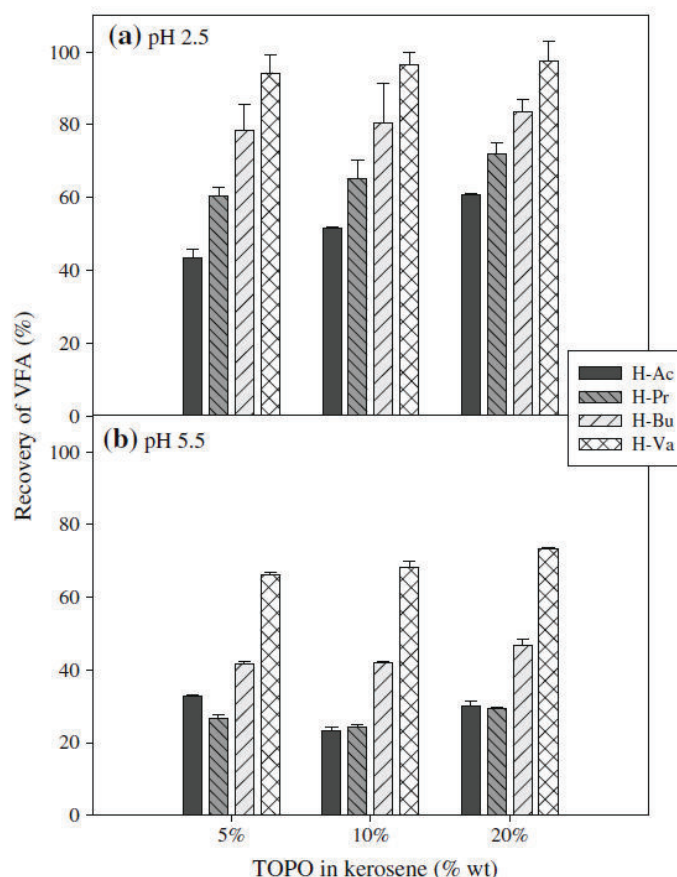 (a) pH 2.5
100
80
60
40
20
0
Recovery of VFA (%)
H-Ac
H-Pr
H-Bu
H-Va
(b) pH 5.5
100
80
60
40
20
0
5%
10%
20%
TOPO in kerosene (% wt)